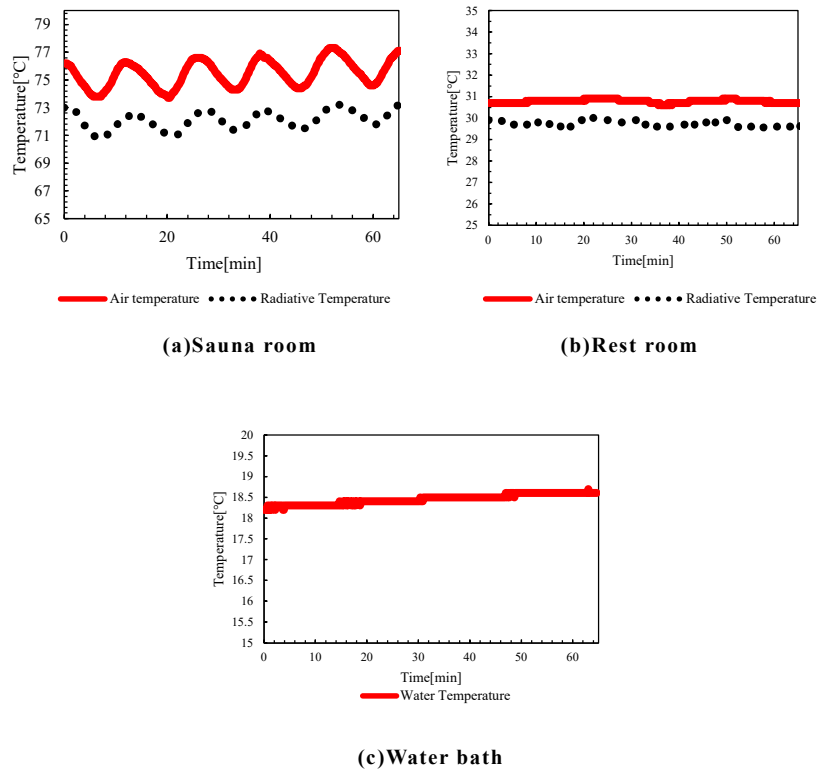 79
77
75
73
71
69
67
65
Temperature[℃]
0 20 40 60
Time[min]
Air temperature Radiative Temperature
(a)Sauna room
35
34
33
32
31
30
29
28
27
26
25
Temperature[℃]
0 10 20 30 40 50 60
Time[min]
Air temperature Radiative Temperature
(b)Rest room
20
19.5
19
18.5
18
17.5
17
16.5
16
15.5
15
Temperature[℃]
0 10 20 30 40 50 60
Time[min]
Water Temperature
(c)Water bath